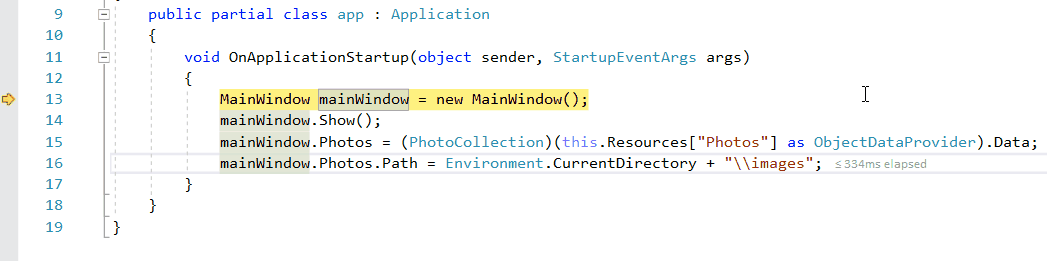 9 public partial class app : Application
10 {
11 void OnApplicationStartup(object sender, StartupEventArgs args)
12 {
13 MainWindow mainWindow = new MainWindow();
14 mainWindow.Show();
15 mainWindow.Photos = (PhotoCollection)(this.Resources["Photos"] as ObjectDataProvider).Data;
16 mainWindow.Photos.Path = Environment.CurrentDirectory + "\\images"; ≤334ms elapsed
17 }
18 }
19 }